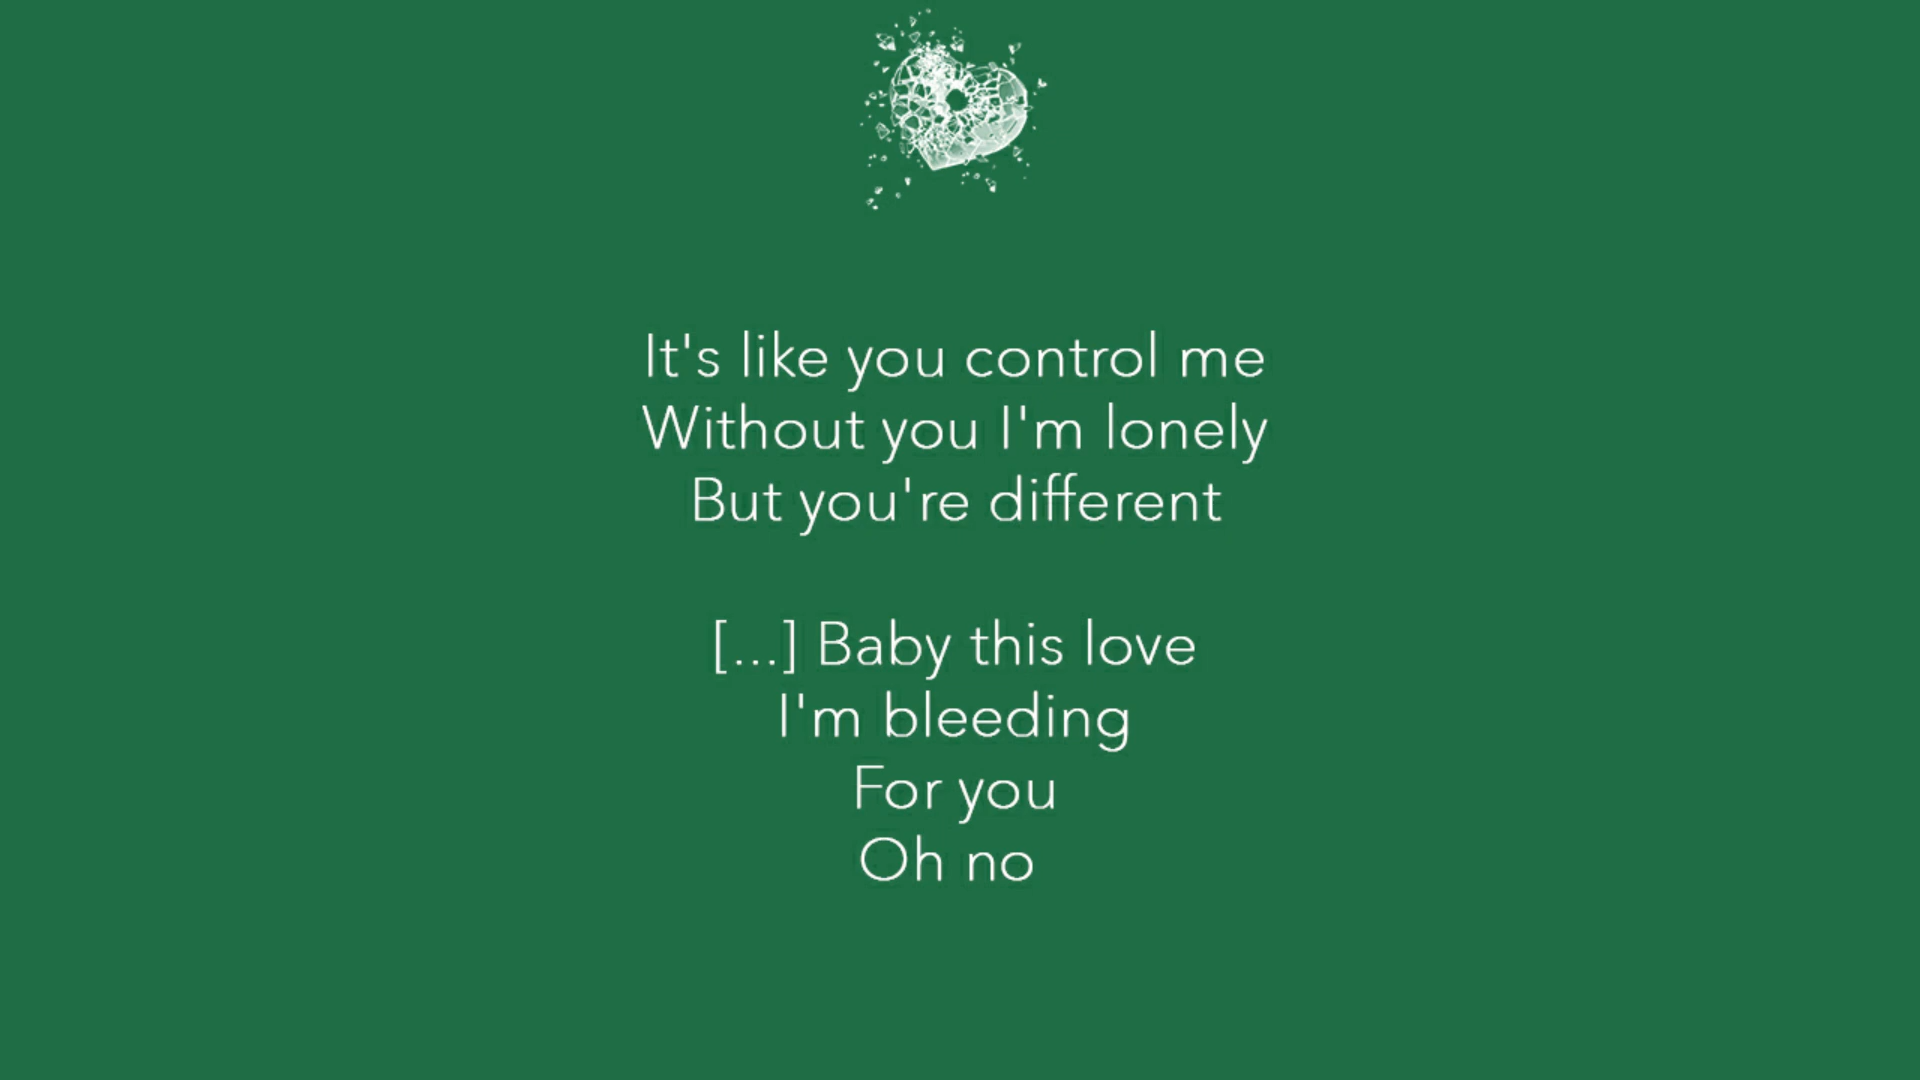 It's like you control me
Without you I'm lonely
But you're different
[...] Baby this love
I'm bleeding
For you
Oh no